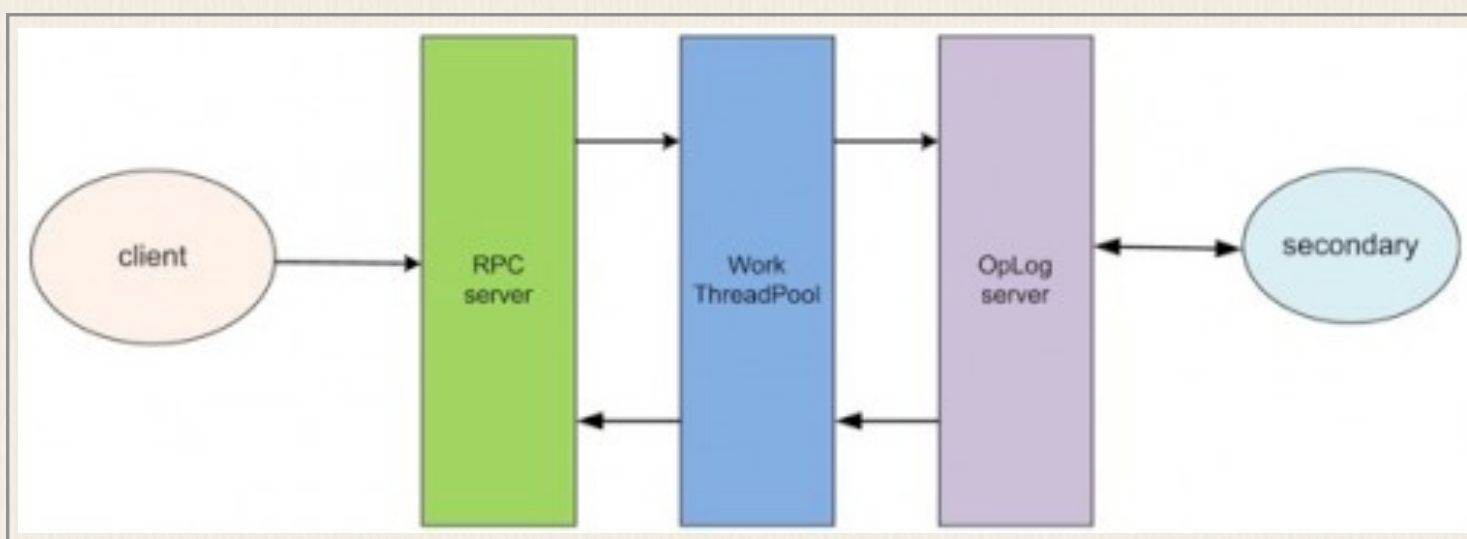 client
RPC
server
Work
ThreadPool
OpLog
server
secondary